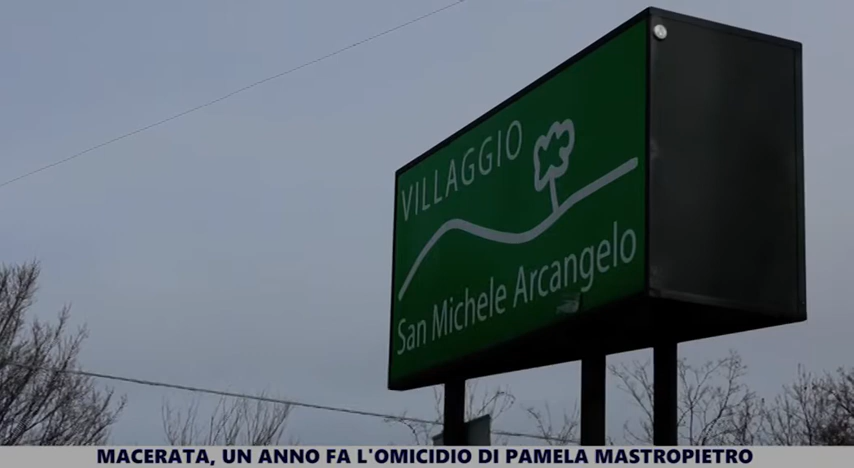 VILLAGGIO
San Michele Arcangelo
MACERATA, UN ANNO FA L'OMICIDIO DI PAMELA MASTROPIETRO